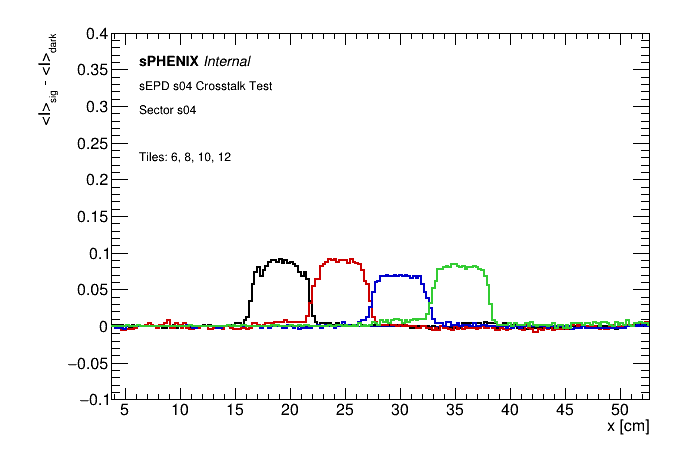 0.4
0.35
0.3
0.25
0.2
0.15
0.1
0.05
0
−0.05
−0.1
<I>sig - <I>dark
sPHENIX Internal
sEPD s04 Crosstalk Test
Sector s04
Tiles: 6, 8, 10, 12
5 10 15 20 25 30 35 40 45 50
x [cm]